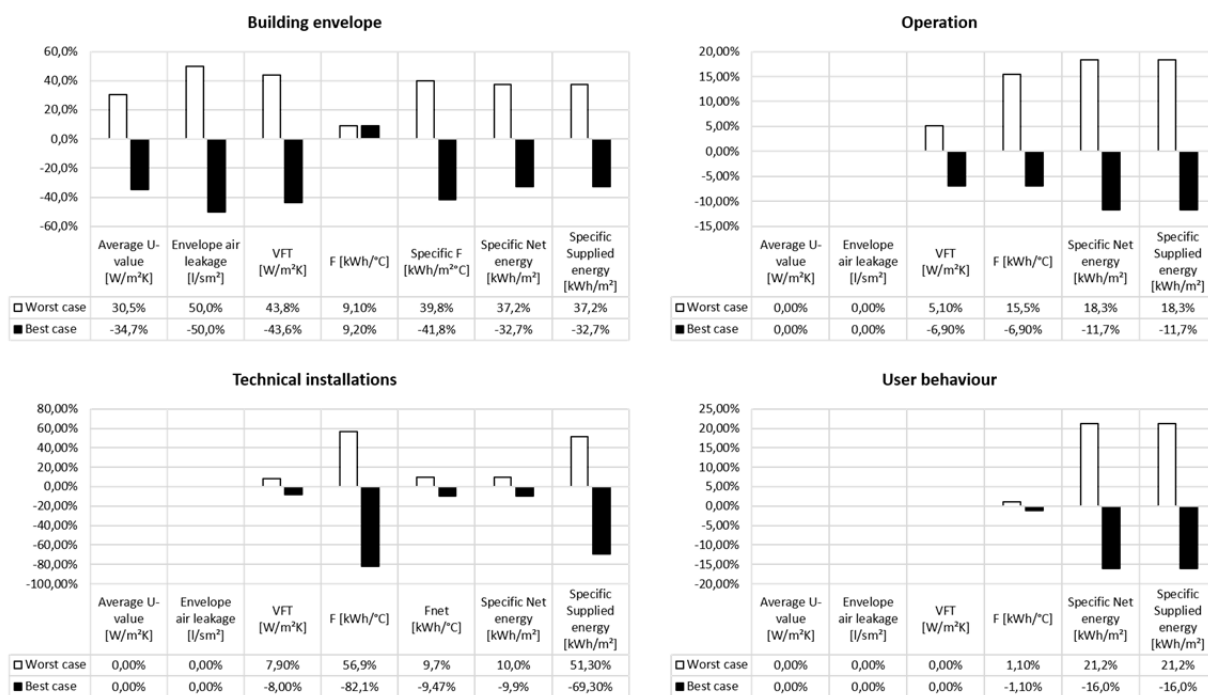 Building envelope
60,0%
40,0%
20,0%
0,0%
-20,0%
-40,0%
-60,0%
Average U-value [W/m²K]
Envelope air leakage [l/sm²]
VFT [W/m²K]
F [kWh/°C]
Specific F [kWh/m²°C]
Specific Net energy [kWh/m²]
Specific Supplied energy [kWh/m²]
Worst case 30,5% 50,0% 43,8% 9,10% 39,8% 37,2% 37,2%
Best case -34,7% -50,0% -43,6% 9,20% -41,8% -32,7% -32,7%
Operation
20,00%
15,00%
10,00%
5,00%
0,00%
-5,00%
-10,00%
-15,00%
Average U-value [W/m²K]
Envelope air leakage [l/sm²]
VFT [W/m²K]
F [kWh/°C]
Specific Net energy [kWh/m²]
Specific Supplied energy [kWh/m²]
Worst case 0,00% 0,00% 5,10% 15,5% 18,3% 18,3%
Best case 0,00% 0,00% -6,90% -6,90% -11,7% -11,7%
Technical installations
80,00%
60,00%
40,00%
20,00%
0,00%
-20,00%
-40,00%
-60,00%
-80,00%
-100,00%
Average U-value [W/m²K]
Envelope air leakage [l/sm²]
VFT [W/m²K]
F [kWh/°C]
Fnet [kWh/°C]
Specific Net energy [kWh/m²]
Specific Supplied energy [kWh/m²]
Worst case 0,00% 0,00% 7,90% 56,9% 9,7% 10,0% 51,30%
Best case 0,00% 0,00% -8,00% -82,1% -9,47% -9,9% -69,30%
User behaviour
25,00%
20,00%
15,00%
10,00%
5,00%
0,00%
-5,00%
-10,00%
-15,00%
-20,00%
Average U-value [W/m²K]
Envelope air leakage [l/sm²]
VFT [W/m²K]
F [kWh/°C]
Specific Net energy [kWh/m²]
Specific Supplied energy [kWh/m²]
Worst case 0,00% 0,00% 0,00% 1,10% 21,2% 21,2%
Best case 0,00% 0,00% 0,00% -1,10% -16,0% -16,0%